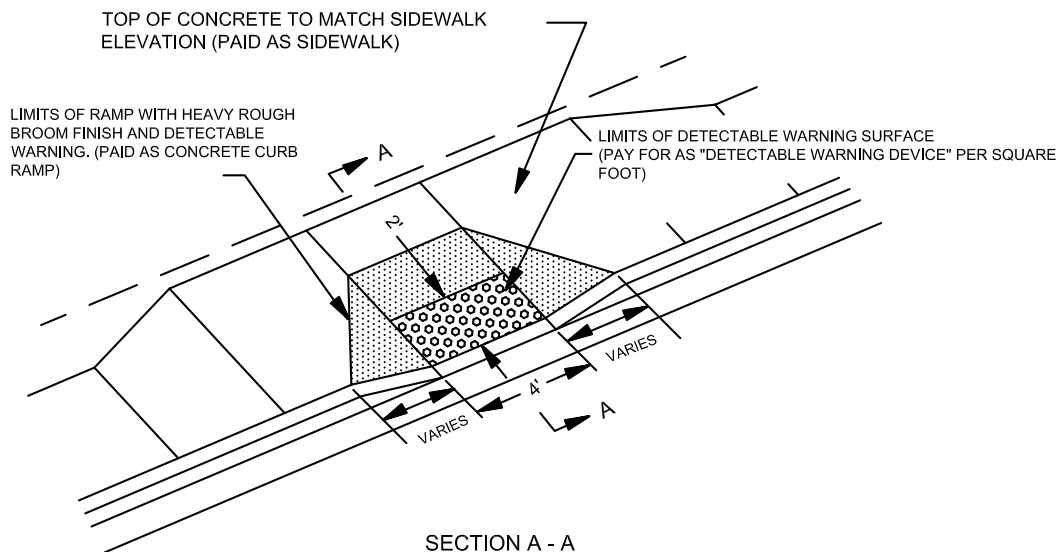 TOP OF CONCRETE TO MATCH SIDEWALK
ELEVATION (PAID AS SIDEWALK)
LIMITS OF RAMP WITH HEAVY ROUGH
BROOM FINISH AND DETECTABLE
WARNING. (PAID AS CONCRETE CURB
RAMP)
A
LIMITS OF DETECTABLE WARNING SURFACE
(PAY FOR AS "DETECTABLE WARNING DEVICE" PER SQUARE
FOOT)
2'
VARIES
4'
VARIES
A
SECTION A - A